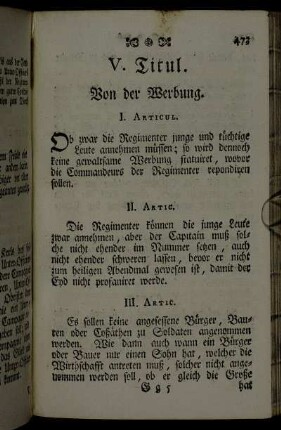 473
V. Titul.
Von der Werbung.
I. ARTICUL.
Ob zwar die Regimenter junge und tüchtige
Leute annehmen müssen; so wird dennoch
keine gewaltsame Werbung statuiret, wovor
die Commandeurs der Regimenter repondiren
sollen.
II. ARTIC.
Die Regimenter können die junge Leute
zwar annehmen, aber der Capitain muß sol-
che nicht ehender im Nummer setzen, auch
nicht ehender schweren lassen, bevor er nicht
zum heiligen Abendmal gewesen ist, damit der
Eyd nicht profaniret werde.
III. ARTIC.
Es sollen keine angesessene Bürger, Bau-
ren oder Coßäthen zu Soldaten angenommen
werden. Wie dann auch wann ein Bürger
oder Bauer nur einen Sohn hat, welcher die
Wirthschafft antreten muß, solcher nicht ange-
nommen werden soll, ob er gleich die Größe
Gg 5 hat